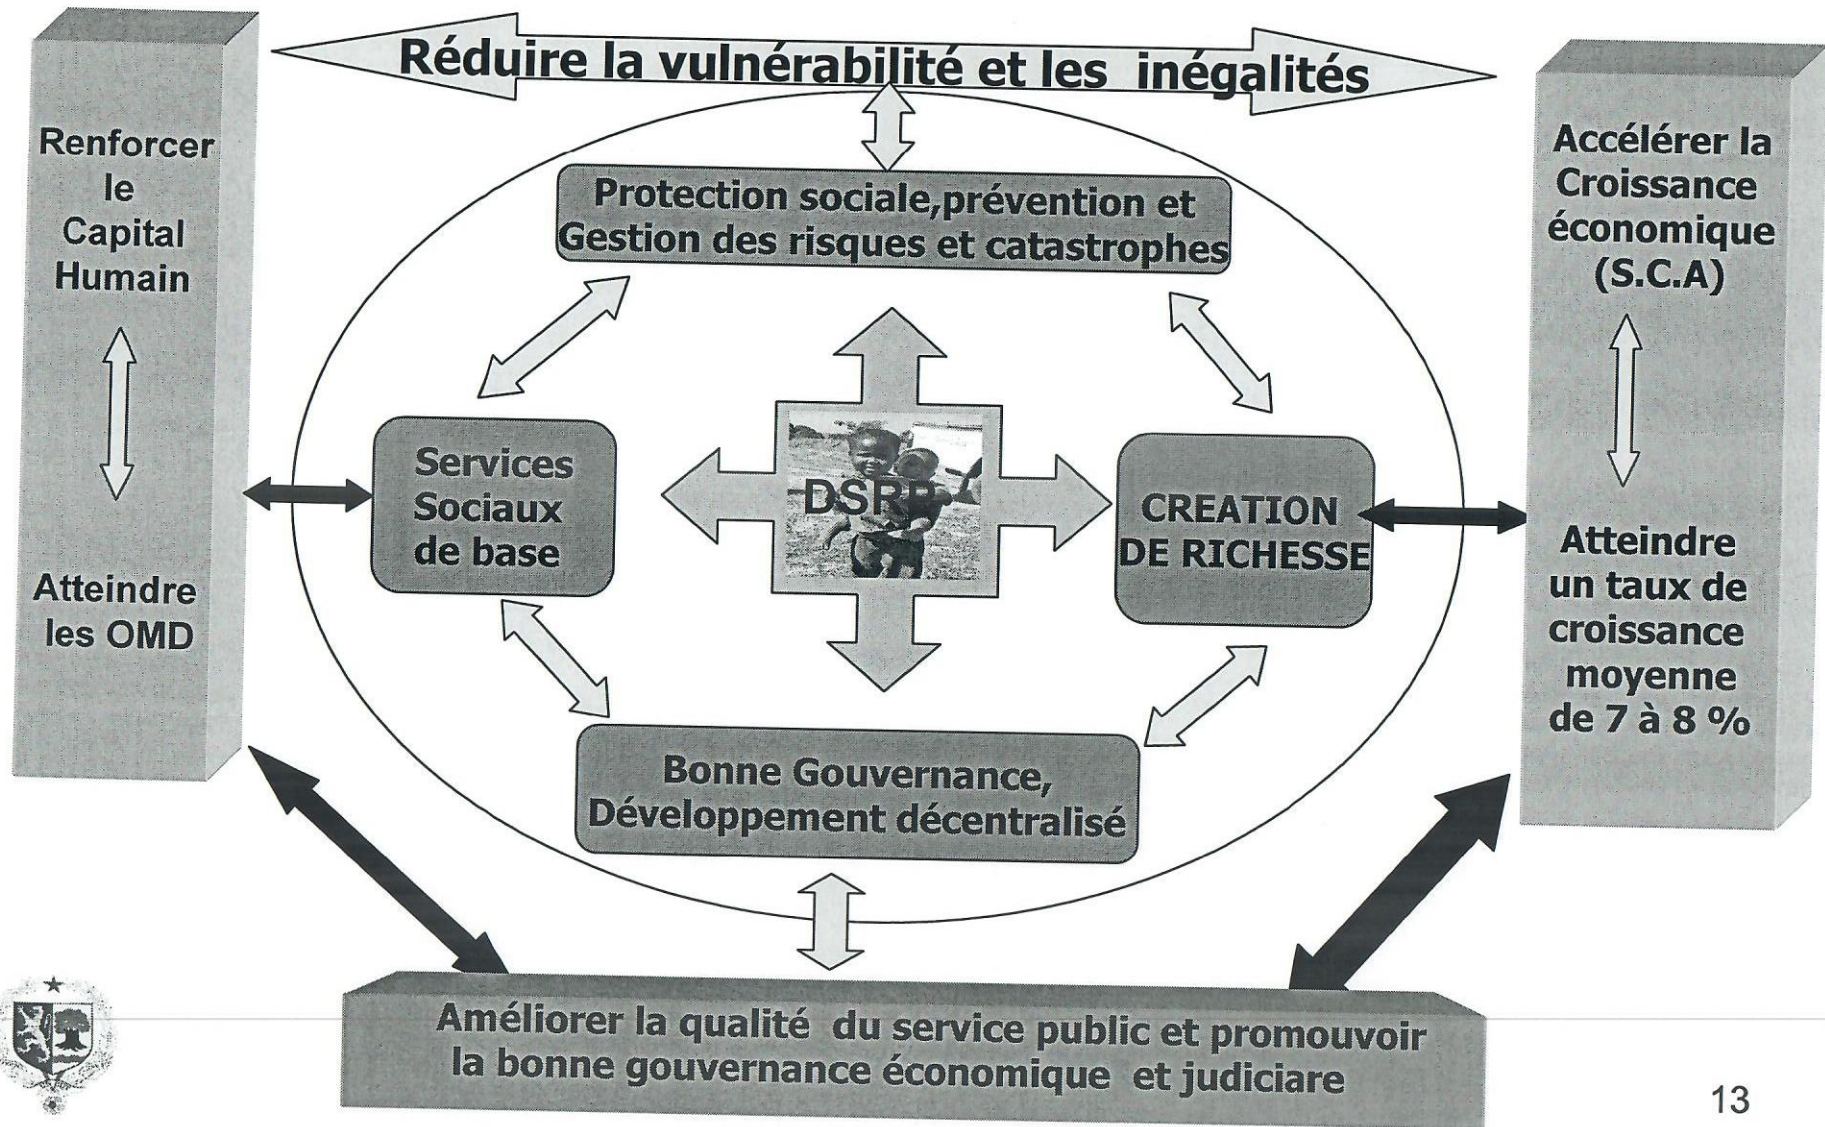 Réduire la vulnérabilité et les inégalités
Renforcer
le
Capital
Humain
Atteindre
les OMD
Protection sociale,prévention et
Gestion des risques et catastrophes
Services
Sociaux
de base
DSRP
CREATION
DE RICHESSE
Bonne Gouvernance,
Développement décentralisé
Accélérer la
Croissance
économique
(S.C.A)
Atteindre
un taux de
croissance
moyenne
de 7 à 8 %
Améliorer la qualité du service public et promouvoir
la bonne gouvernance économique et judiciare
13